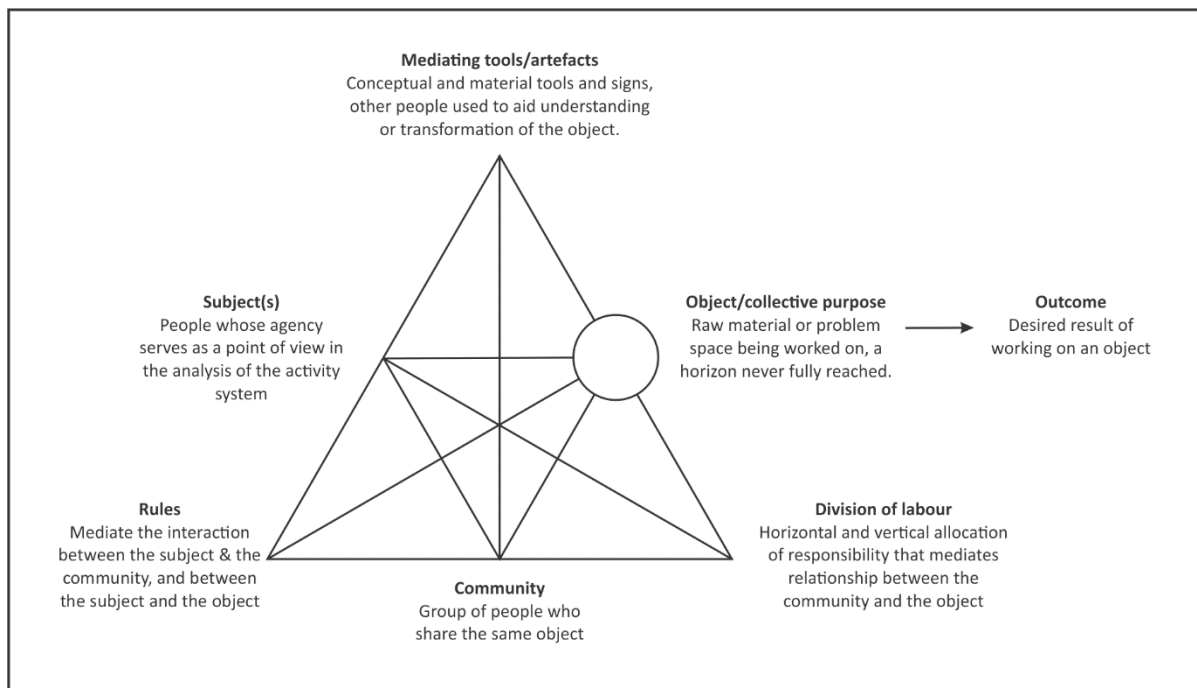 Mediating tools/artefacts
Conceptual and material tools and signs,
other people used to aid understanding
or transformation of the object.
Subject(s)
People whose agency
serves as a point of view in
the analysis of the activity
system
Object/collective purpose
Raw material or problem
space being worked on, a
horizon never fully reached.
Outcome
Desired result of
working on an object
Rules
Mediate the interaction
between the subject & the
community, and between
the subject and the object
Community
Group of people who
share the same object
Division of labour
Horizontal and vertical allocation
of responsibility that mediates
relationship between the
community and the object